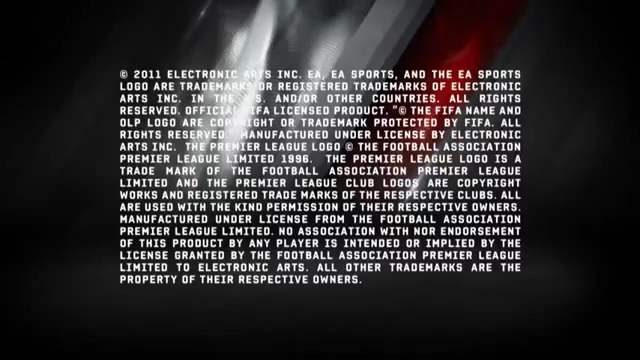 © 2011 ELECTRONIC ARTS INC. EA, EA SPORTS, AND THE EA SPORTS
LOGO ARE TRADEMARKS OR REGISTERED TRADEMARKS OF ELECTRONIC
ARTS INC. IN THE U.S. AND/OR OTHER COUNTRIES. ALL RIGHTS
RESERVED. OFFICIAL FIFA LICENSED PRODUCT. "© THE FIFA NAME AND
OLP LOGO ARE COPYRIGHT OR TRADEMARK PROTECTED BY FIFA. ALL
RIGHTS RESERVED." MANUFACTURED UNDER LICENSE BY ELECTRONIC
ARTS INC. THE PREMIER LEAGUE LOGO © THE FOOTBALL ASSOCIATION
PREMIER LEAGUE LIMITED 1996. THE PREMIER LEAGUE LOGO IS A
TRADE MARK OF THE FOOTBALL ASSOCIATION PREMIER LEAGUE
LIMITED AND THE PREMIER LEAGUE CLUB LOGOS ARE COPYRIGHT
WORKS AND REGISTERED TRADE MARKS OF THE RESPECTIVE CLUBS. ALL
ARE USED WITH THE KIND PERMISSION OF THEIR RESPECTIVE OWNERS.
MANUFACTURED UNDER LICENSE FROM THE FOOTBALL ASSOCIATION
PREMIER LEAGUE LIMITED. NO ASSOCIATION WITH NOR ENDORSEMENT
OF THIS PRODUCT BY ANY PLAYER IS INTENDED OR IMPLIED BY THE
LICENSE GRANTED BY THE FOOTBALL ASSOCIATION PREMIER LEAGUE
LIMITED TO ELECTRONIC ARTS. ALL OTHER TRADEMARKS ARE THE
PROPERTY OF THEIR RESPECTIVE OWNERS.